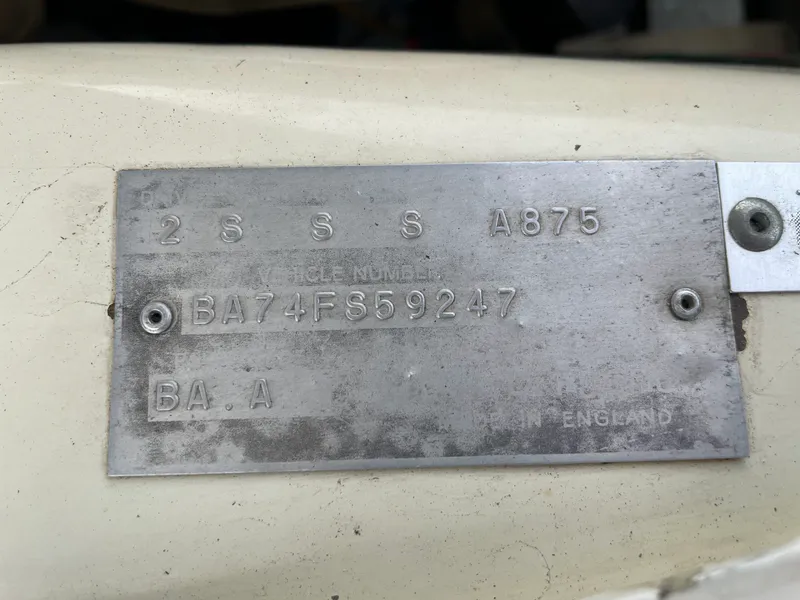 2 S S S A875
VEHICLE NUMBER
BA74FS59247
BA.A
IN ENGLAND